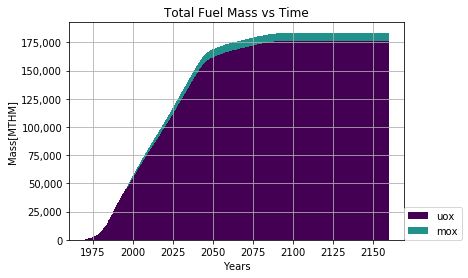 Total Fuel Mass vs Time
Mass[MTHM]
175,000
150,000
125,000
100,000
75,000
50,000
25,000
0
1975 2000 2025 2050 2075 2100 2125 2150
Years
uox
mox